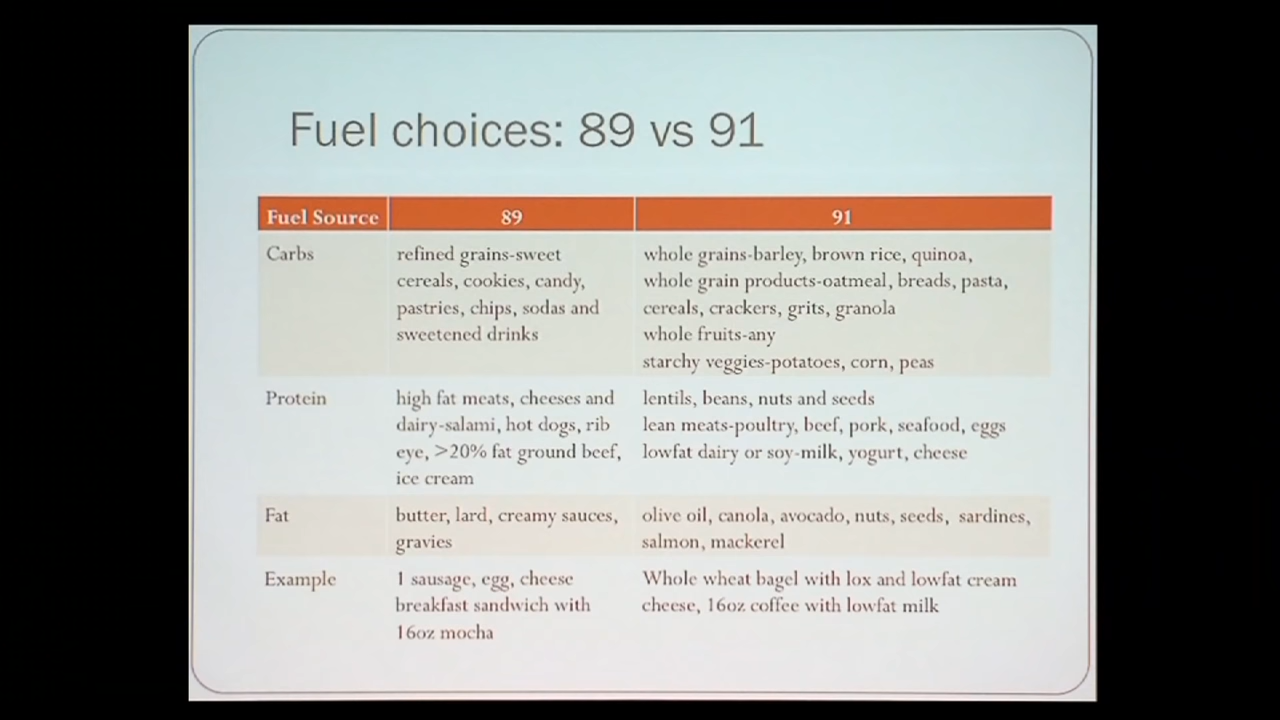 Fuel choices: 89 vs 91
Fuel Source 89 91
Carbs
refined grains-sweet
cereals, cookies, candy,
pastries, chips, sodas and
sweetened drinks
whole grains-barley, brown rice, quinoa,
whole grain products-oatmeal, breads, pasta,
cereals, crackers, grits, granola
whole fruits-any
starchy veggies-potatoes, corn, peas
Protein
high fat meats, cheeses and
dairy-salami, hot dogs, rib
eye, >20% fat ground beef,
ice cream
lentils, beans, nuts and seeds
lean meats-poultry, beef, pork, seafood, eggs
lowfat dairy or soy-milk, yogurt, cheese
Fat
butter, lard, creamy sauces,
gravies
olive oil, canola, avocado, nuts, seeds, sardines,
salmon, mackerel
Example
1 sausage, egg, cheese
breakfast sandwich with
16oz mocha
Whole wheat bagel with lox and lowfat cream
cheese, 16oz coffee with lowfat milk